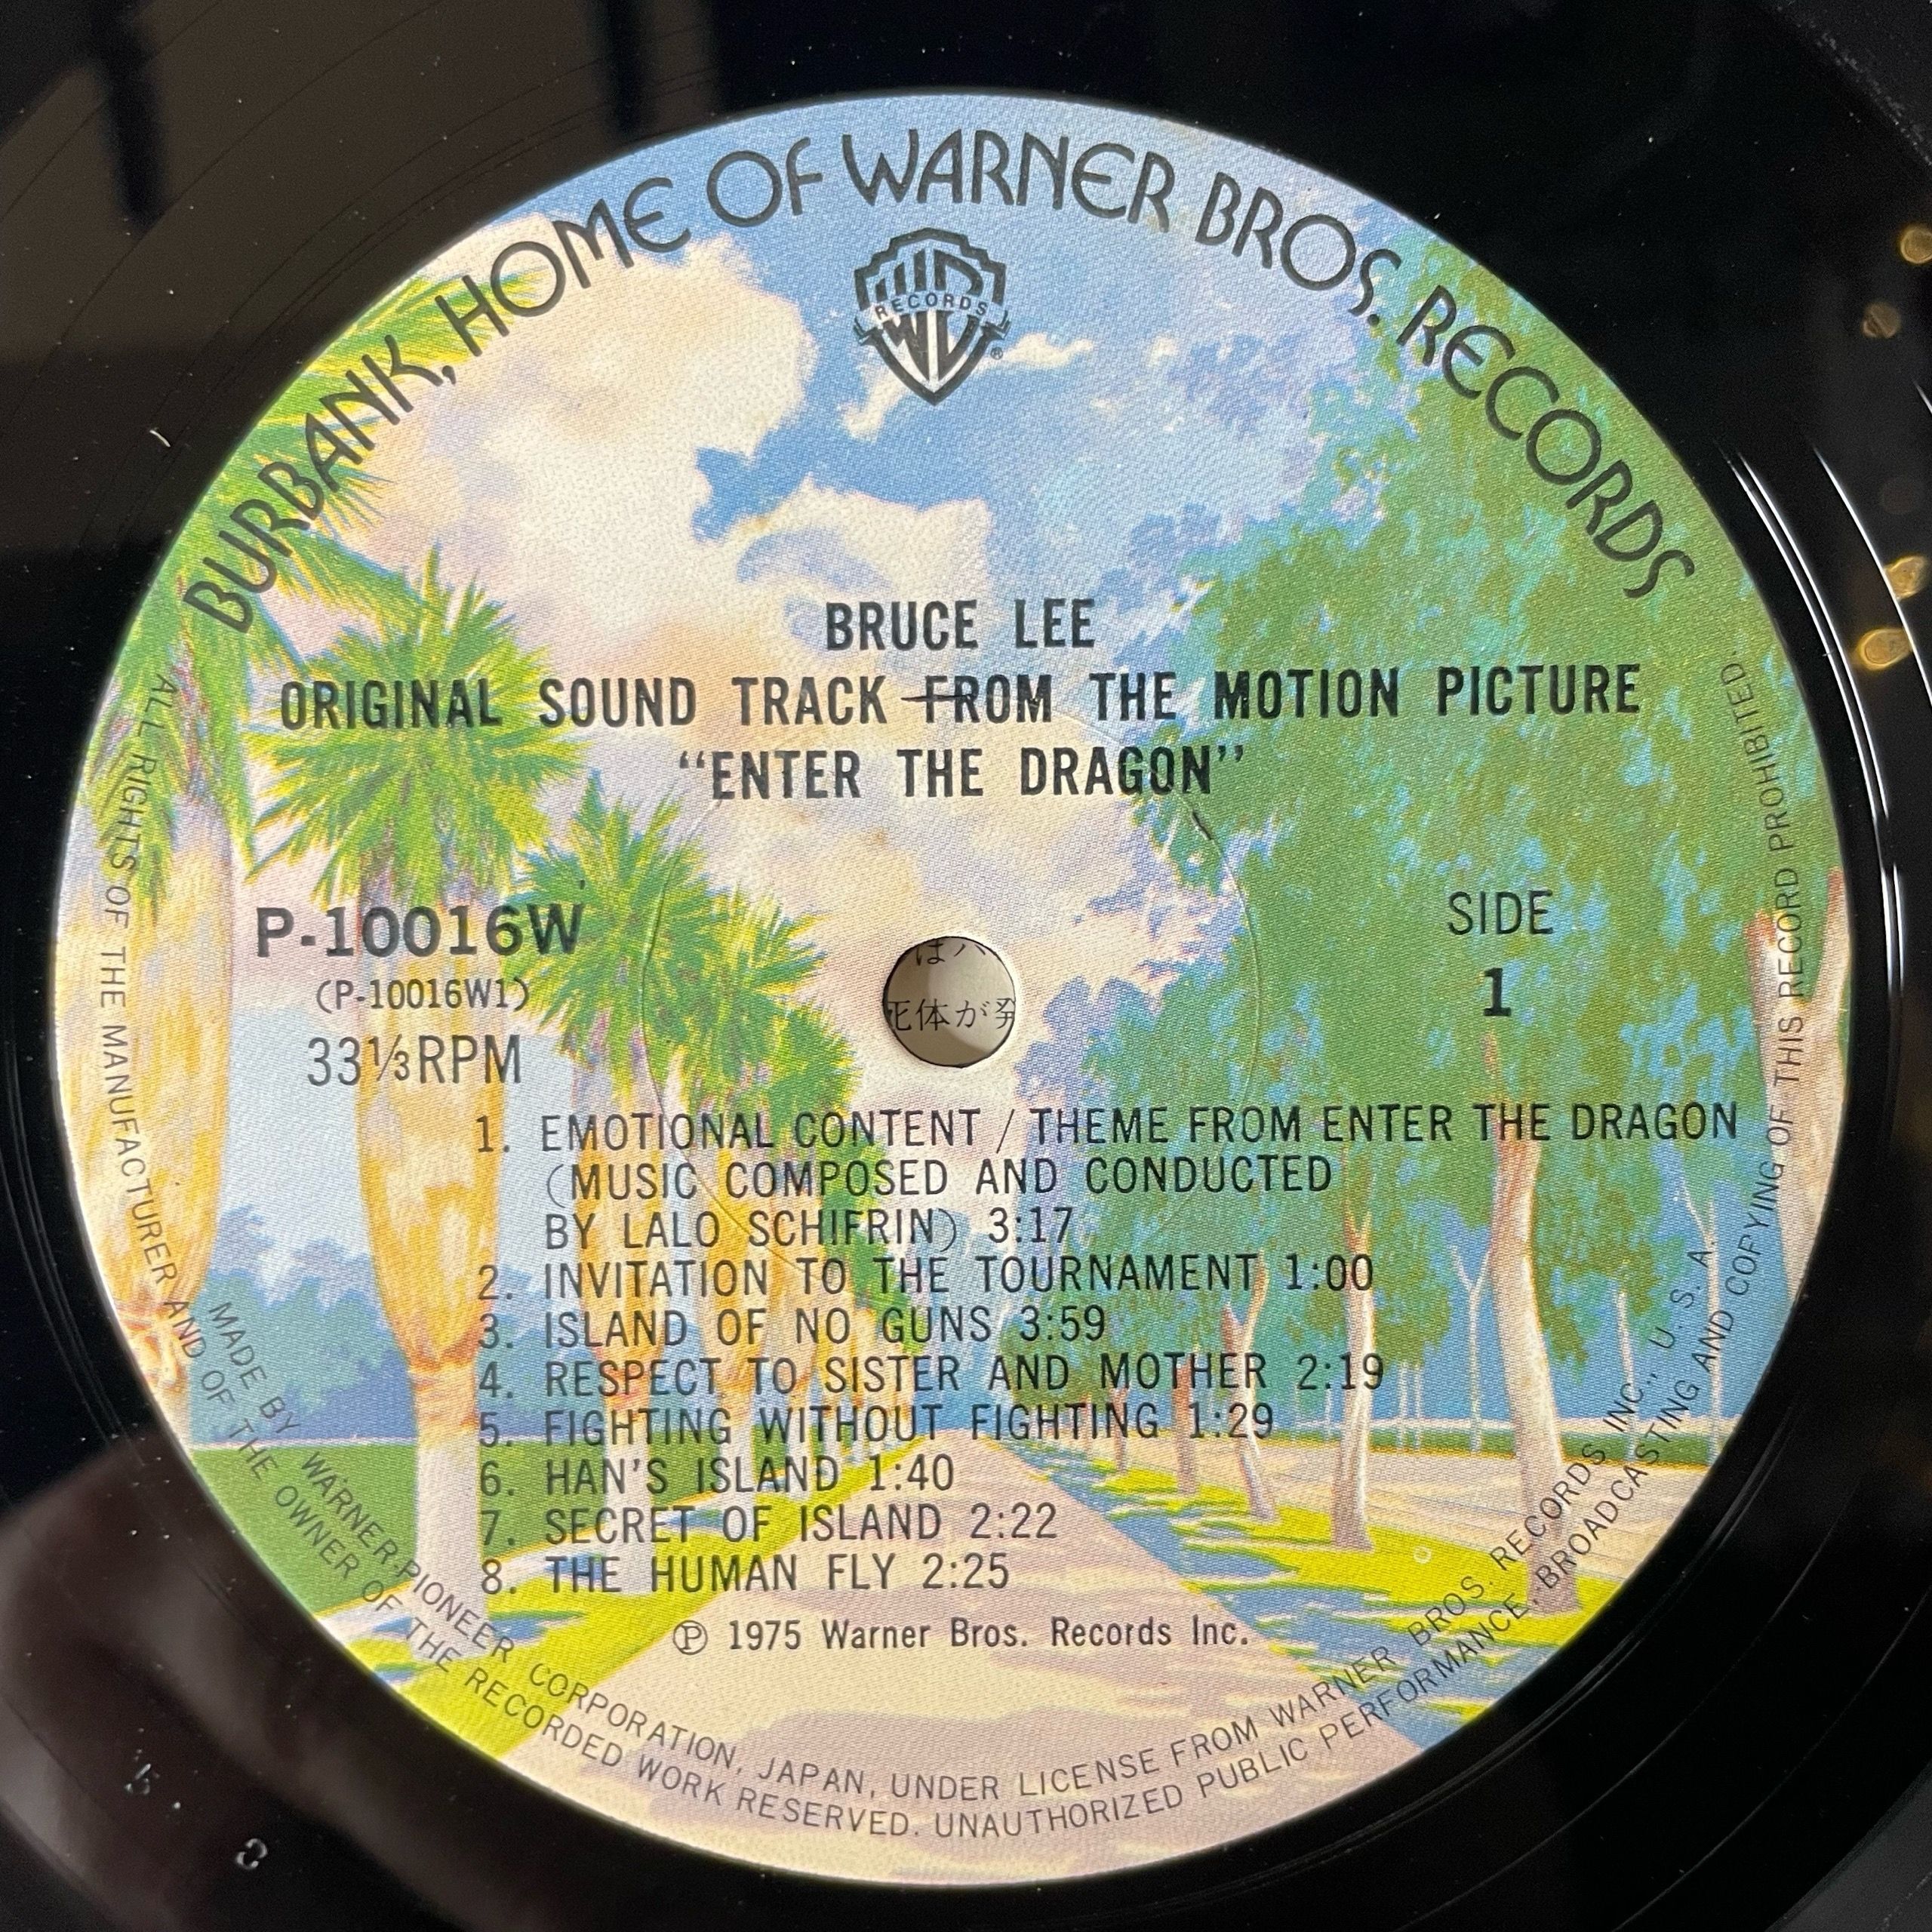 BURBANK, HOME OF WARNER BROS. RECORDS
RECORDS
®
BRUCE LEE
ORIGINAL SOUND TRACK FROM THE MOTION PICTURE
“ENTER THE DRAGON”
P-10016W
(P-10016W1)
33⅓RPM
SIDE
1
はハ
死体が発
1. EMOTIONAL CONTENT / THEME FROM ENTER THE DRAGON
(MUSIC COMPOSED AND CONDUCTED
BY LALO SCHIFRIN) 3:17
2. INVITATION TO THE TOURNAMENT 1:00
3. ISLAND OF NO GUNS 3:59
4. RESPECT TO SISTER AND MOTHER 2:19
5. FIGHTING WITHOUT FIGHTING 1:29
6. HAN'S ISLAND 1:40
7. SECRET OF ISLAND 2:22
8. THE HUMAN FLY 2:25
Ⓟ 1975 Warner Bros. Records Inc.
MADE BY WARNER-PIONEER CORPORATION, JAPAN, UNDER LICENSE FROM WARNER BROS. RECORDS INC., U. S. A.
ALL RIGHTS OF THE MANUFACTURER AND OF THE OWNER OF THE RECORDED WORK RESERVED. UNAUTHORIZED PUBLIC PERFORMANCE, BROADCASTING AND COPYING OF THIS RECORD PROHIBITED.